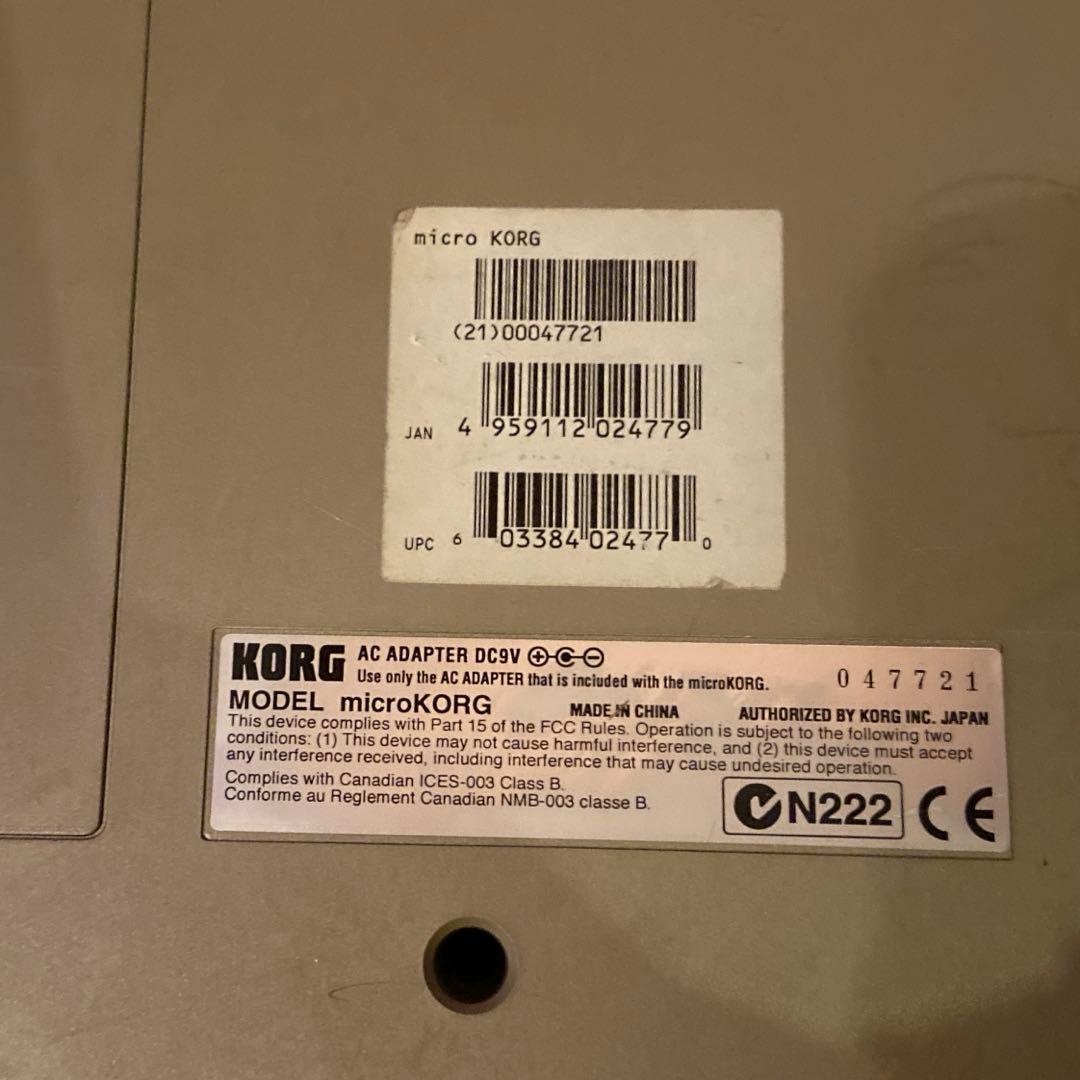 micro KORG
(21)00047721
JAN 4 959112 024779
UPC 6 03384 02477 0
KORG AC ADAPTER DC9V
Use only the AC ADAPTER that is included with the microKORG.
047721
MODEL microKORG MADE IN CHINA AUTHORIZED BY KORG INC. JAPAN
This device complies with Part 15 of the FCC Rules. Operation is subject to the following two
conditions: (1) This device may not cause harmful interference, and (2) this device must accept
any interference received, including interference that may cause undesired operation.
Complies with Canadian ICES-003 Class B.
Conforme au Reglement Canadian NMB-003 classe B.
N222 CE